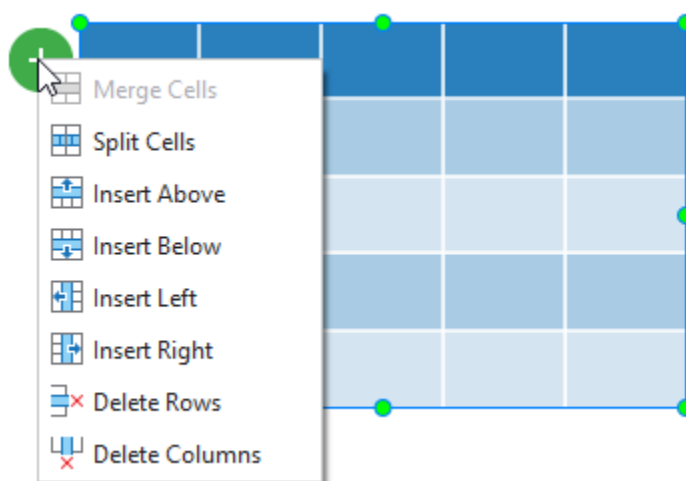 Merge Cells
Split Cells
Insert Above
Insert Below
Insert Left
Insert Right
Delete Rows
Delete Columns